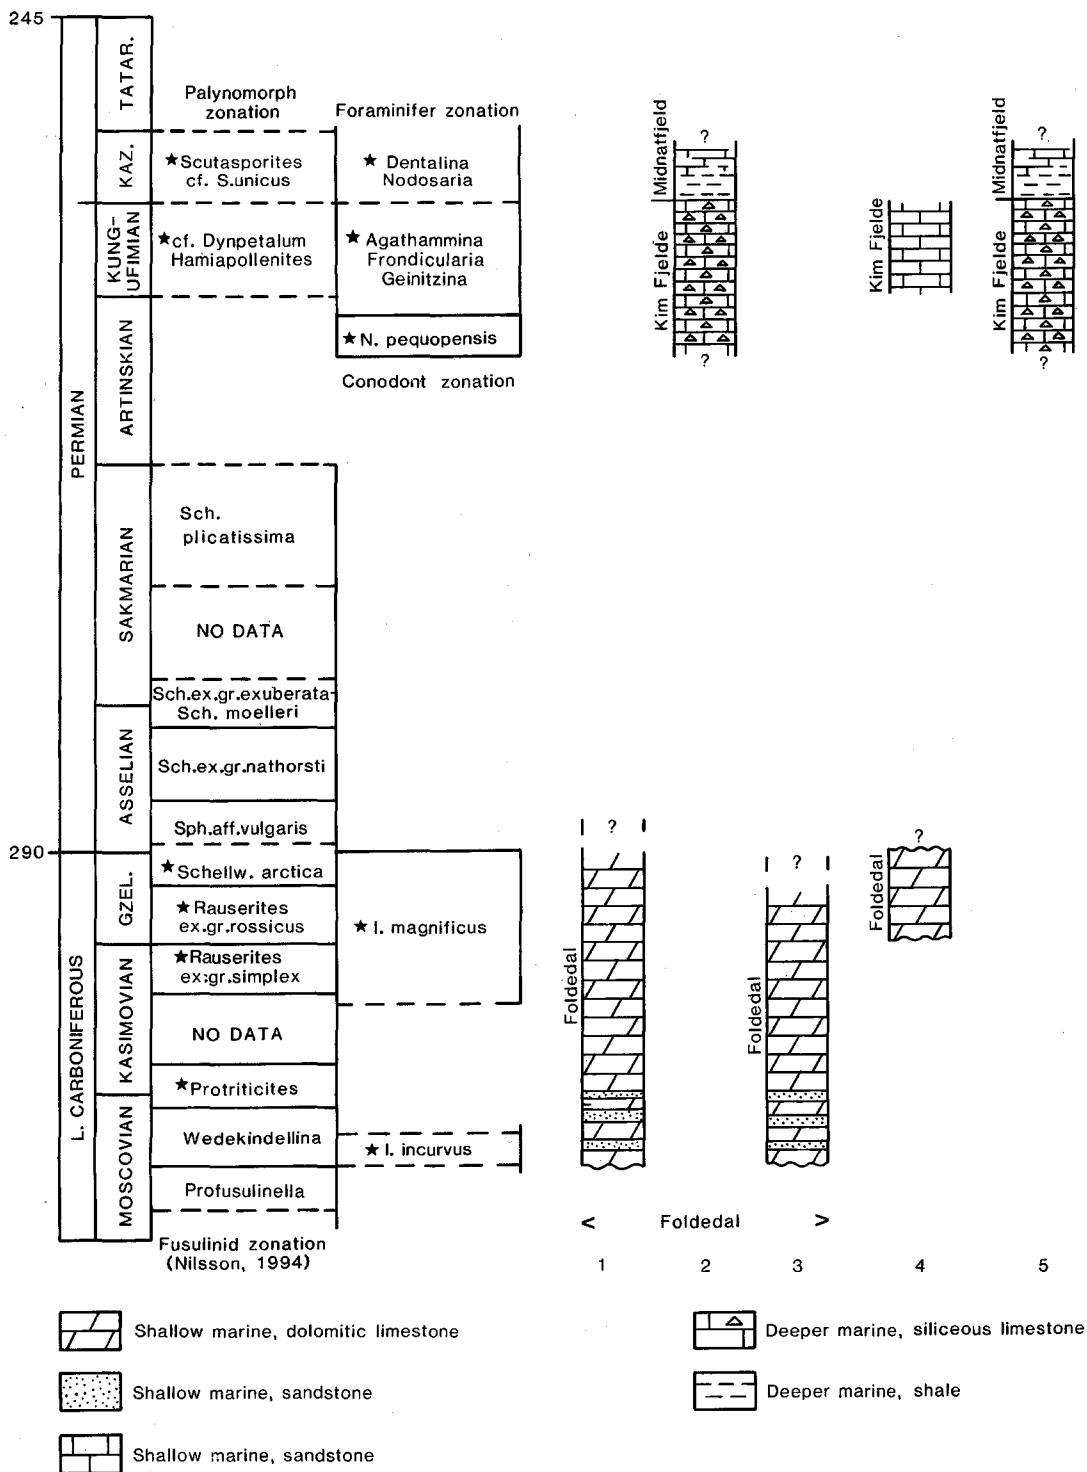 245
TATAR.
KAZ.
KUNG-
UFIMIAN
ARTINSKIAN
SAKMARIAN
ASSELIAN
GZEL.
KASIMOVIAN
MOSCOVIAN
PERMIAN
L. CARBONIFEROUS
290
Palynomorph
zonation
★Scutasporites
cf. S.unicus
★cf. Dynpetalum
Hamiapollenites
Foraminifer zonation
★ Dentalina
Nodosaria
★ Agathammina
Frondicularia
Geinitzina
★N. pequopensis
Conodont zonation
Sch.
plicatissima
NO DATA
Sch.ex.gr.exuberata-
Sch. moelleri
Sch.ex.gr.nathorsti
Sph.aff.vulgaris
★Schellw. arctica
★Rauserites
ex.gr.rossicus
★Rauserites
ex:gr.simplex
NO DATA
★Protriticites
Wedekindellina
Profusulinella
Fusulinid zonation
(Nilsson, 1994)
★ I. magnificus
★ I. incurvus
?
Foldedal
?
Midnatfjeld
Kim Fjelde
?
?
Foldedal
Kim Fjelde
?
Foldedal
?
Midnatfjeld
Kim Fjelde
?
< Foldedal >
1 2 3 4 5
Shallow marine, dolomitic limestone
Shallow marine, sandstone
Shallow marine, sandstone
Deeper marine, siliceous limestone
Deeper marine, shale